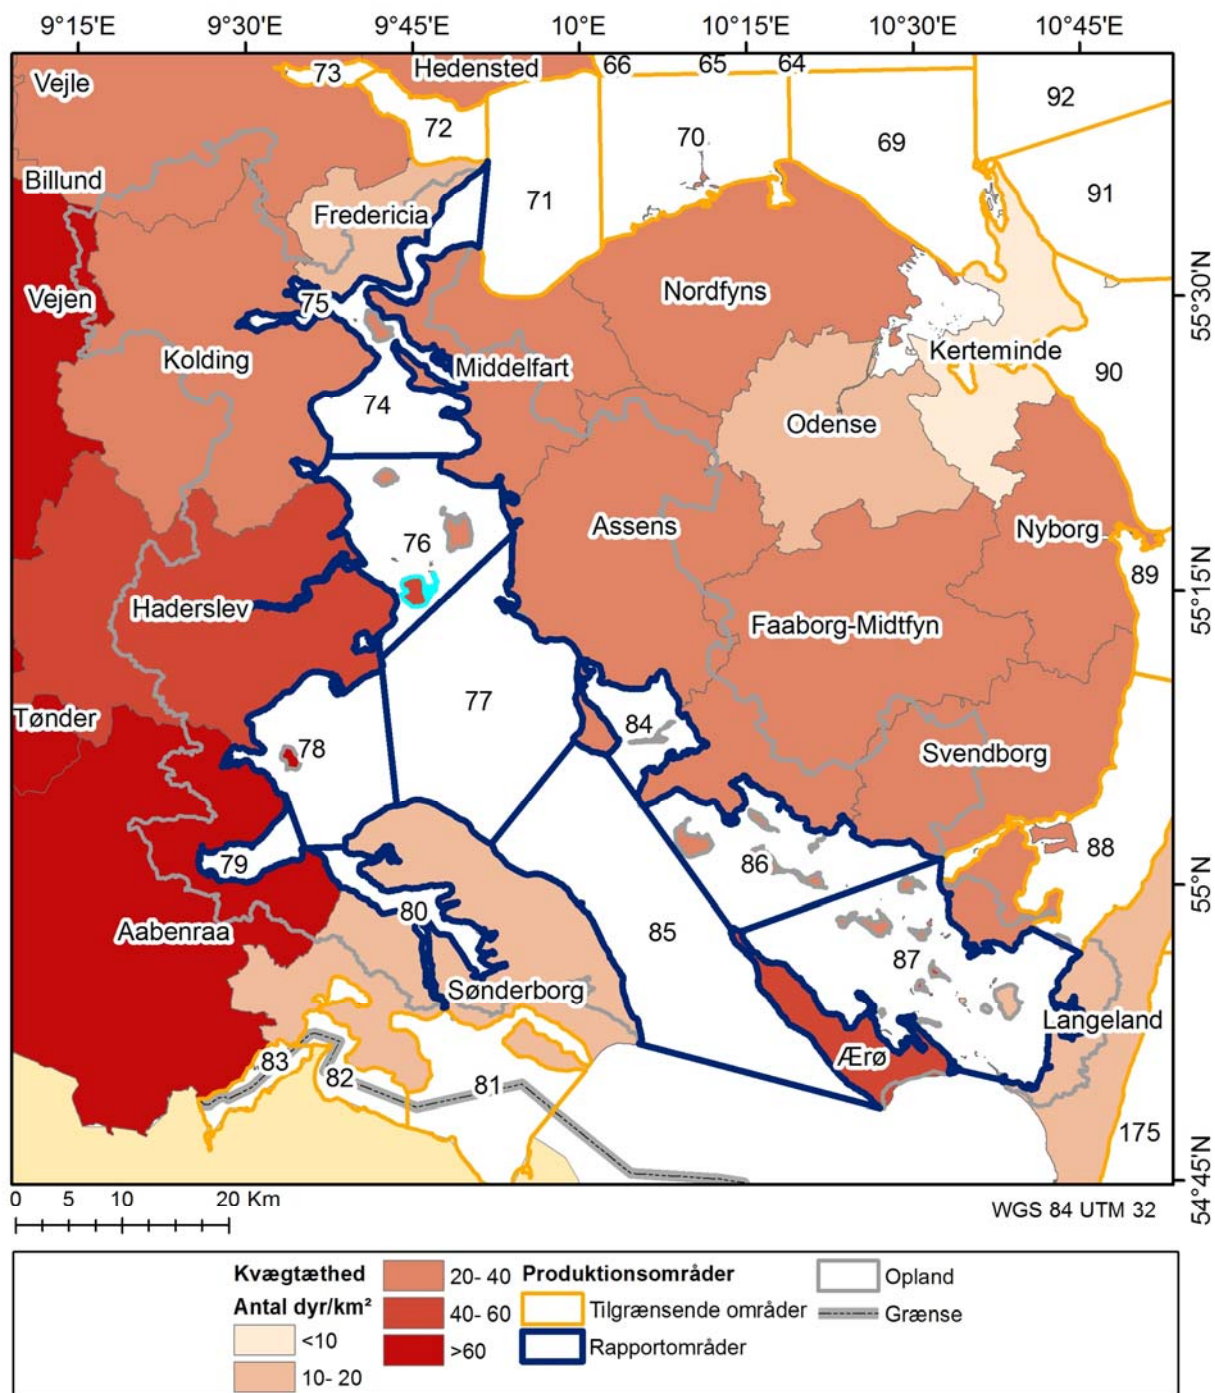 9°15'E 9°30'E 9°45'E 10°E 10°15'E 10°30'E 10°45'E
Vejle 73 Hedensted 66 65 64
92
72 70 69
Billund 71 91
Fredericia
55°30'N
Vejen 75 Nordfyns
Kolding Middelfart Kerteminde 90
74 Odense
76 Assens Nyborg
89
55°15'N
Haderslev Faaborg-Midtfyn
77
Tønder 78 84 Svendborg
79 86 88
55°N
80 85
Aabenraa 87
Sønderborg Langeland
83 82 81 Ærø
175
54°45'N
0 5 10 20 Km
WGS 84 UTM 32
Kvægtæthed
Antal dyr/km²
<10
10- 20
20- 40
40- 60
>60
Produktionsområder
Tilgrænsende områder
Rapportområder
Opland
Grænse